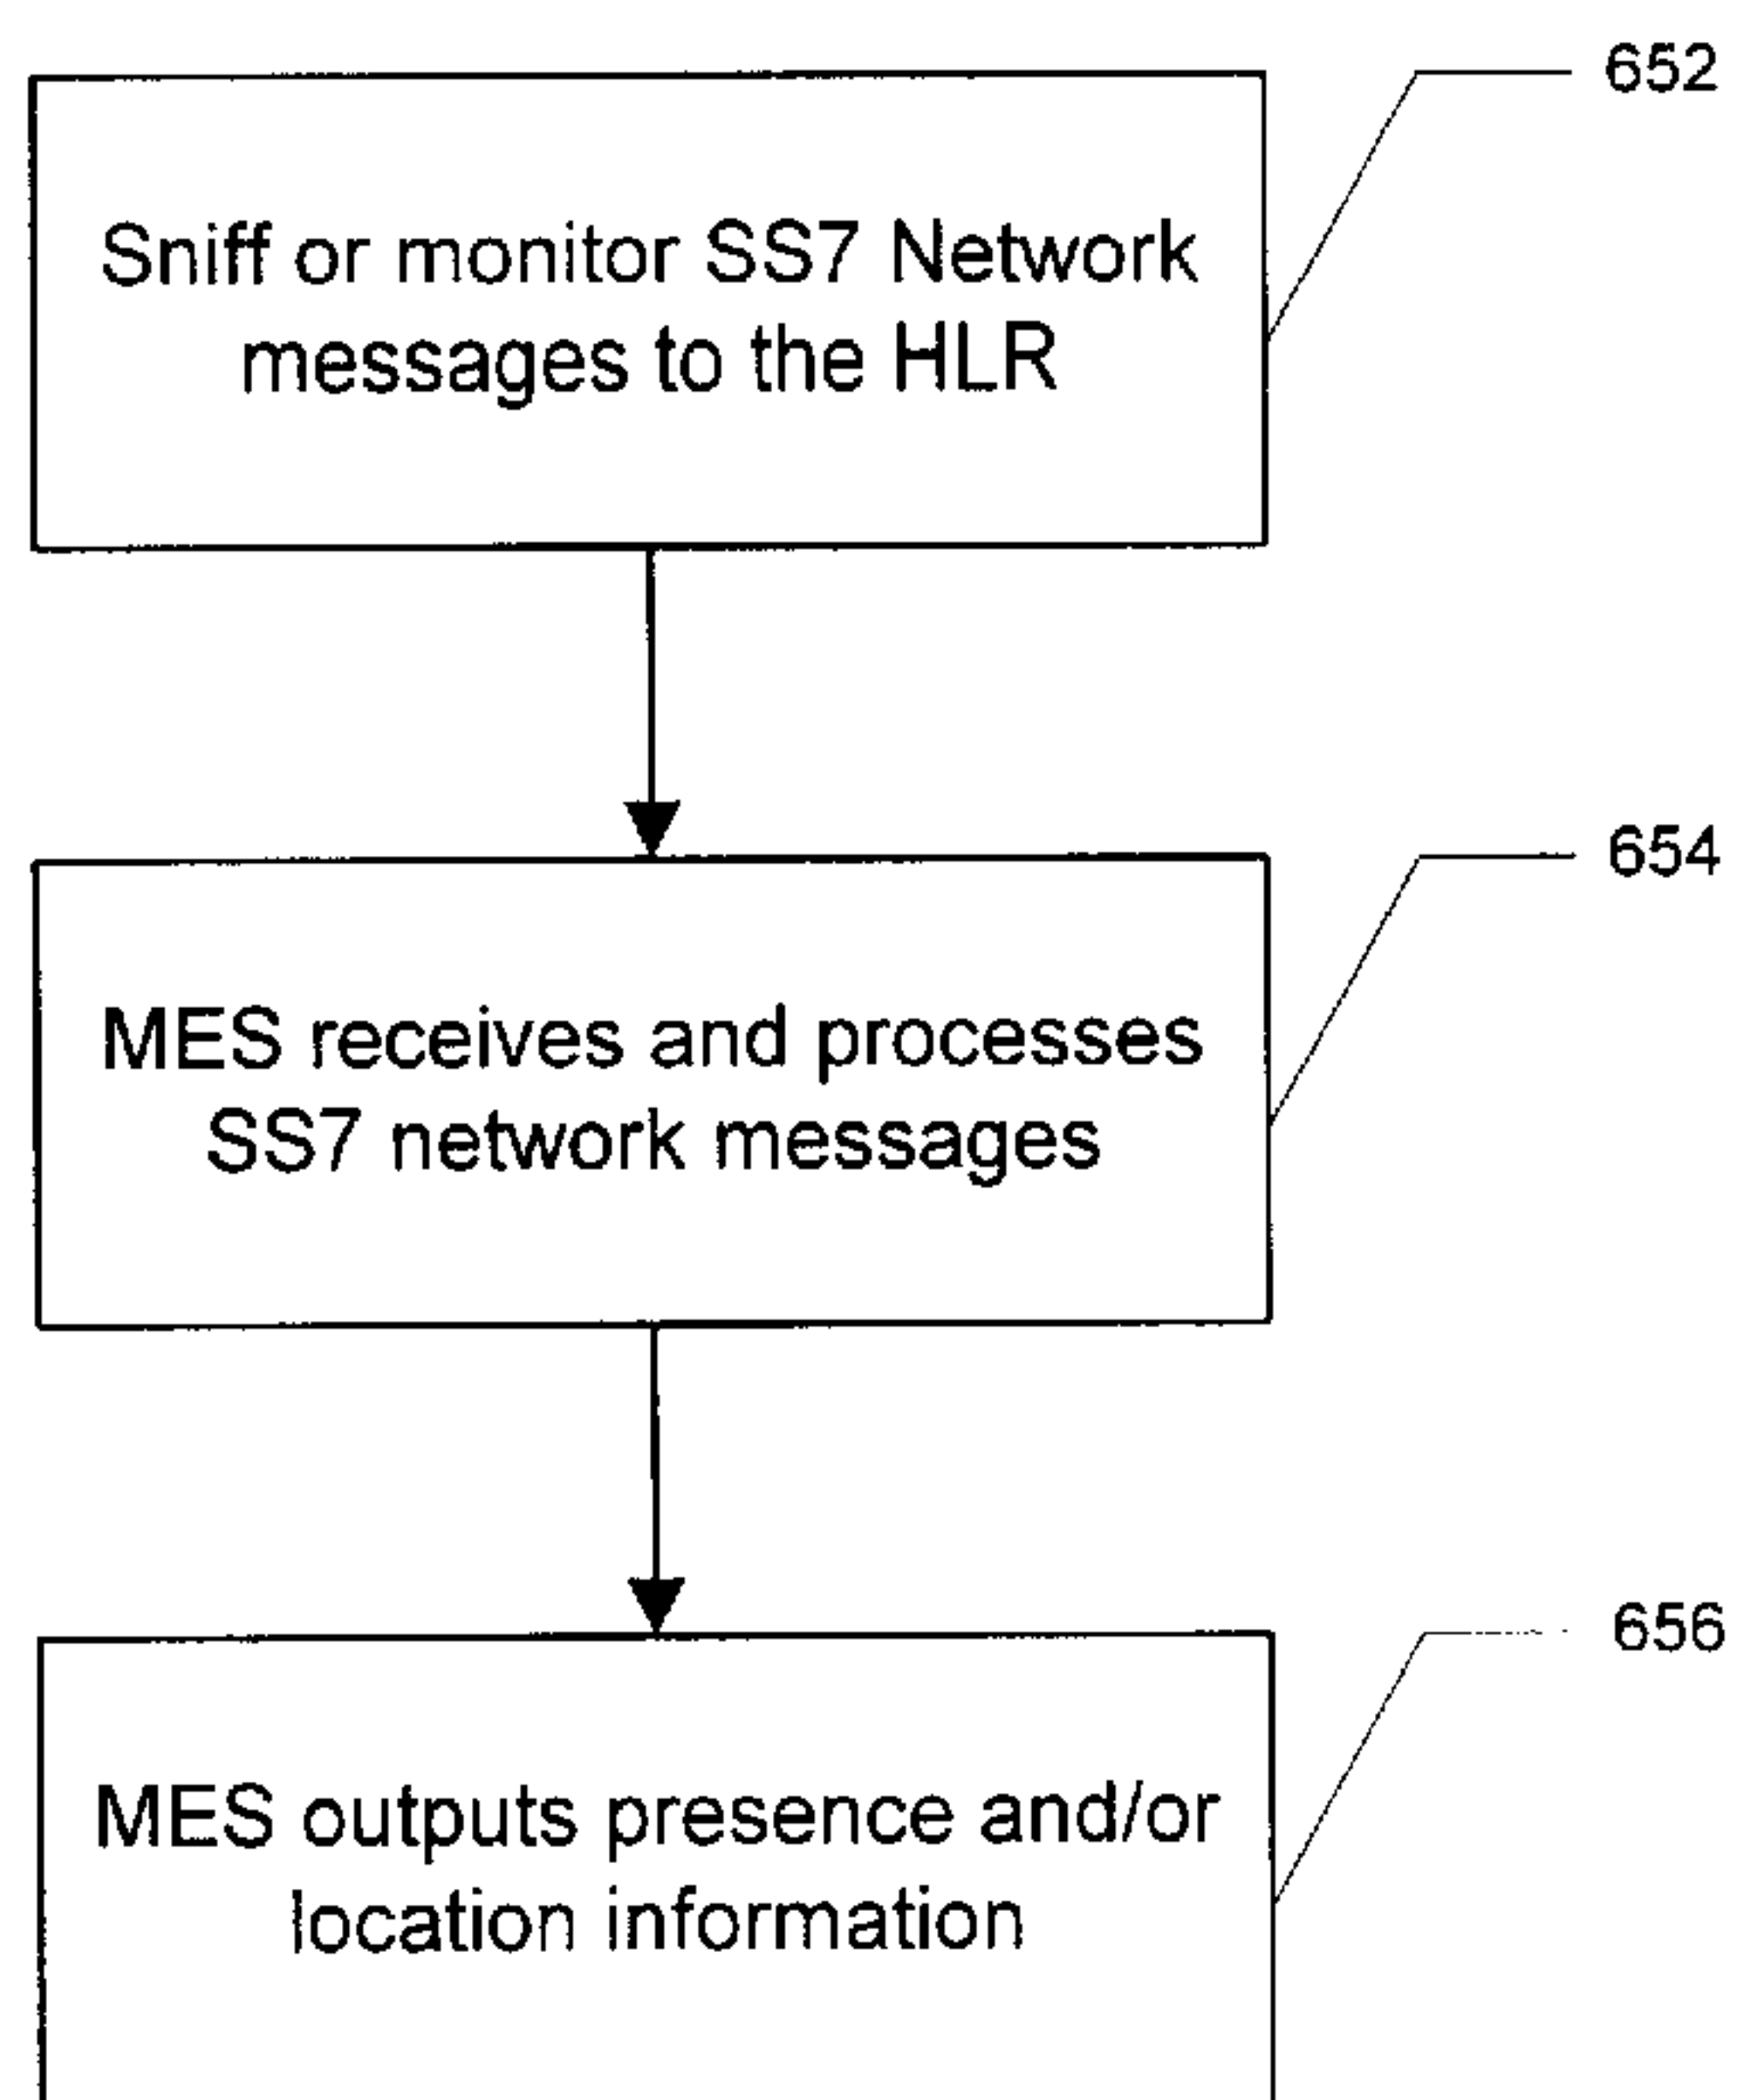 652
Sniff or monitor SS7 Network
messages to the HLR
654
MES receives and processes
SS7 network messages
656
MES outputs presence and/or
location information